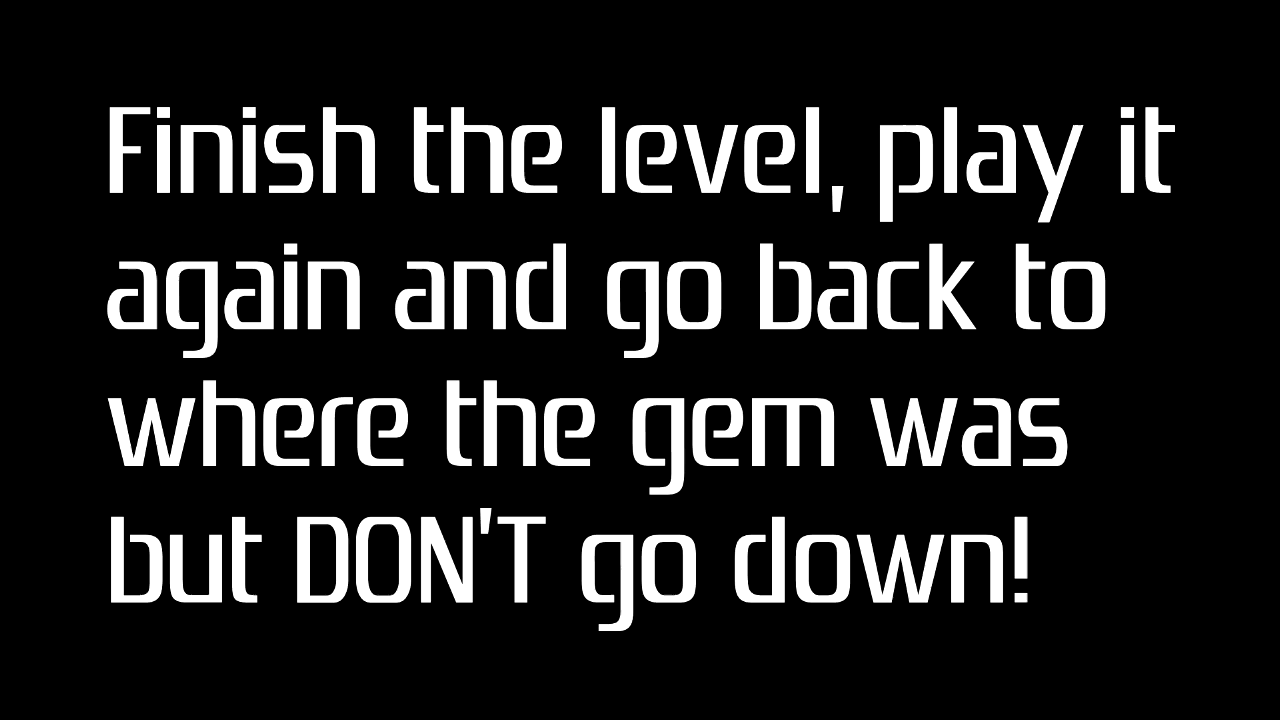 Finish the level, play it
again and go back to
where the gem was
but DON'T go down!